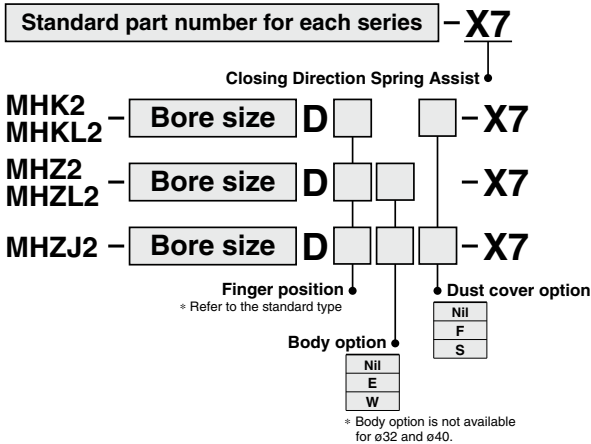 Standard part number for each series – X7
Closing Direction Spring Assist
MHK2
MHKL2 – Bore size D – X7
MHZ2
MHZL2 – Bore size D – X7
MHZJ2 – Bore size D – X7
Finger position
* Refer to the standard type
Dust cover option
Nil
F
S
Body option
Nil
E
W
* Body option is not available
for ø32 and ø40.